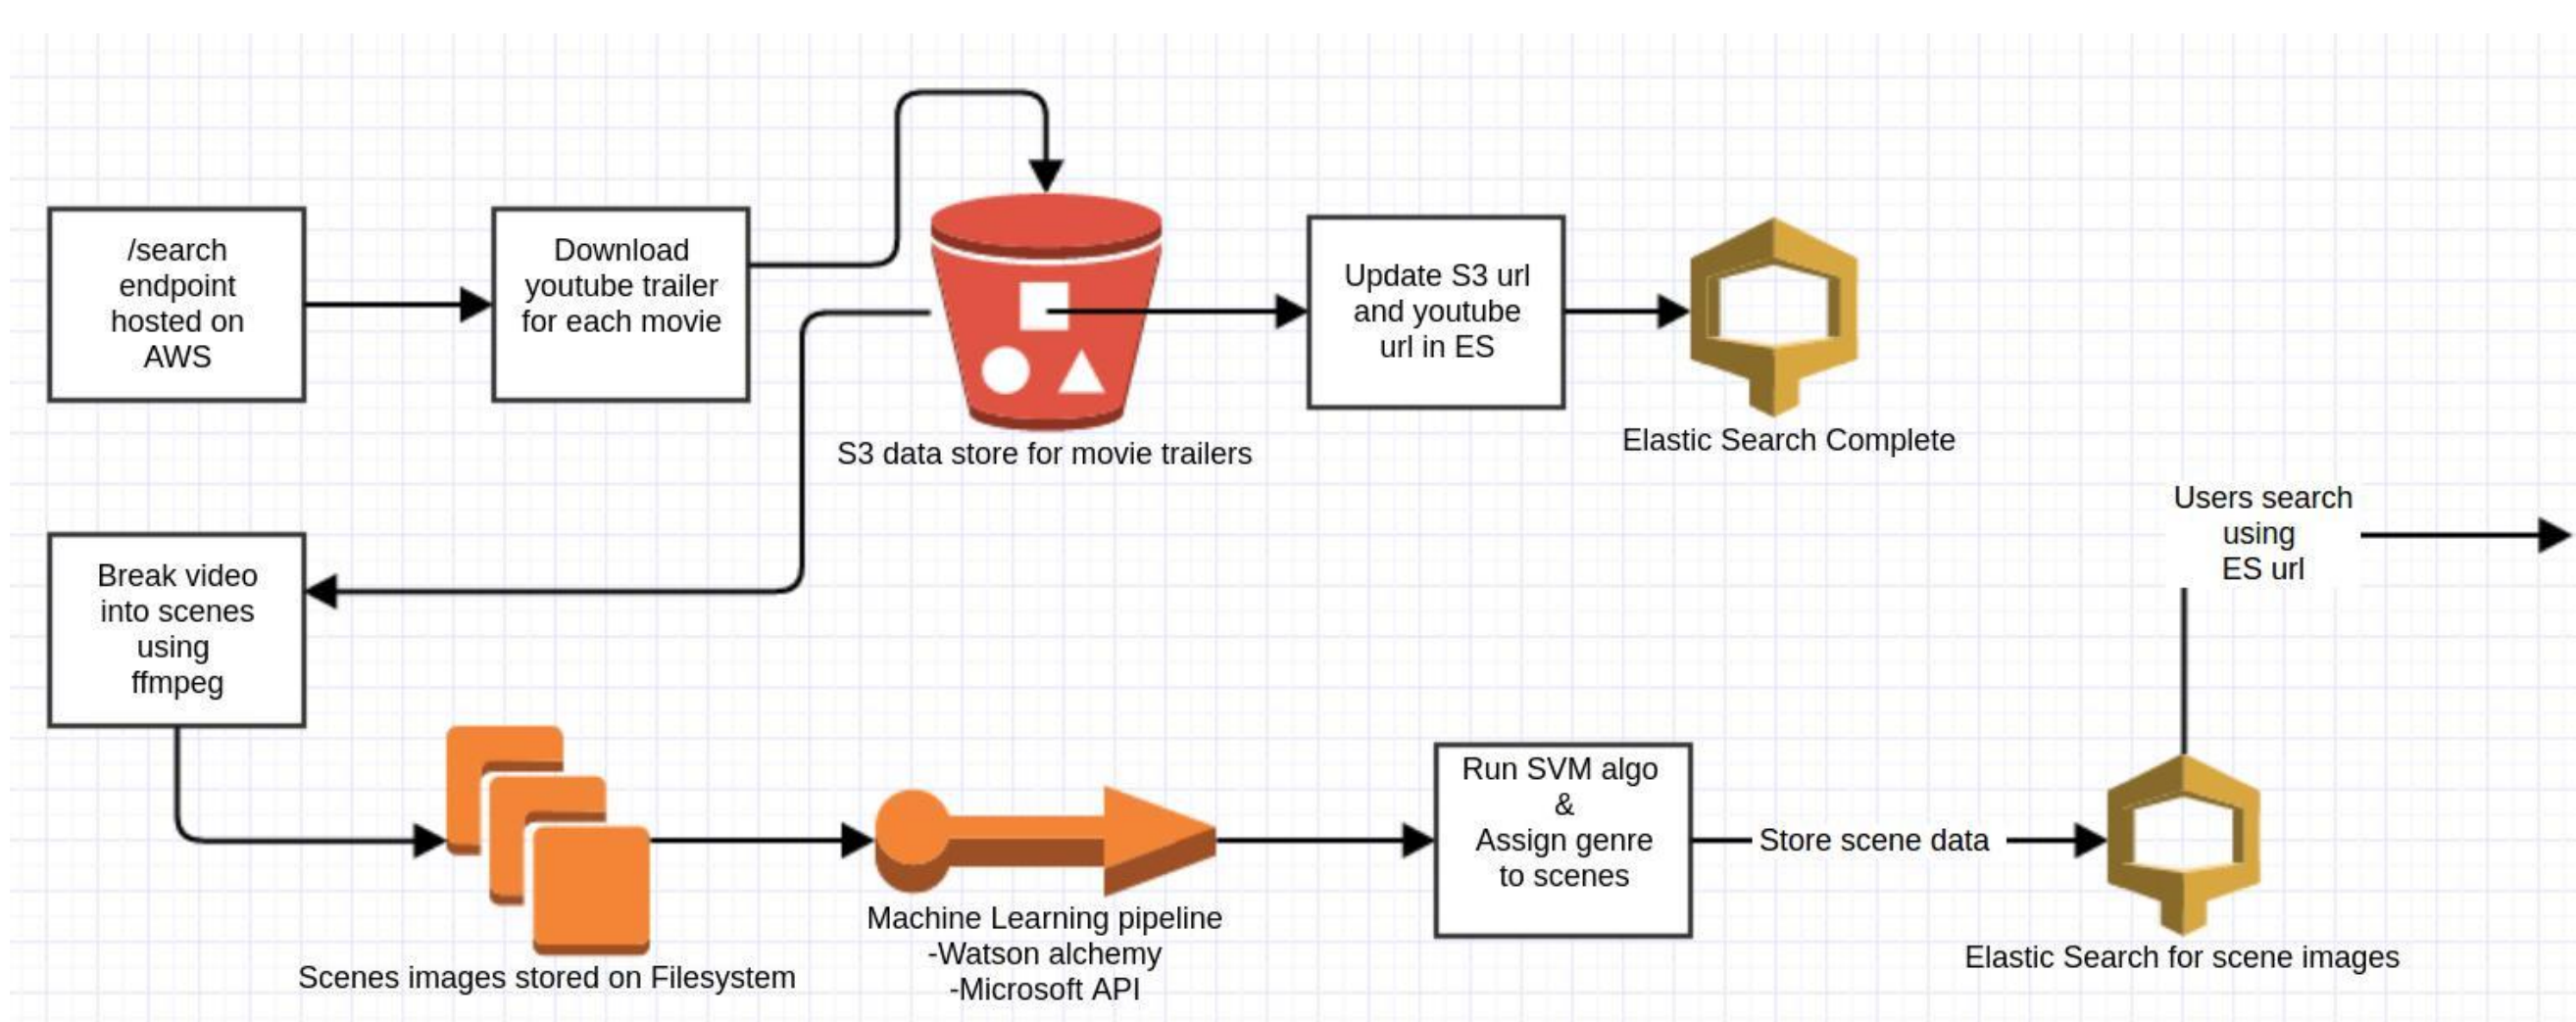 /search
endpoint
hosted on
AWS
Download
youtube trailer
for each movie
S3 data store for movie trailers
Update S3 url
and youtube
url in ES
Elastic Search Complete
Users search
using
ES url
Break video
into scenes
using
ffmpeg
Scenes images stored on Filesystem
Machine Learning pipeline
-Watson alchemy
-Microsoft API
Run SVM algo
&
Assign genre
to scenes
Store scene data
Elastic Search for scene images